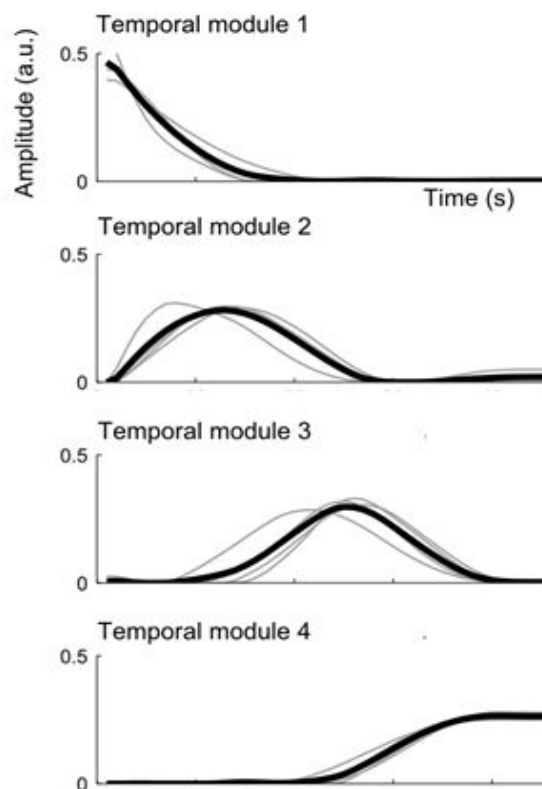 Temporal module 1
Amplitude (a.u.)
0.5
0
Time (s)
Temporal module 2
0.5
0
Temporal module 3
0.5
0
Temporal module 4
0.5
0